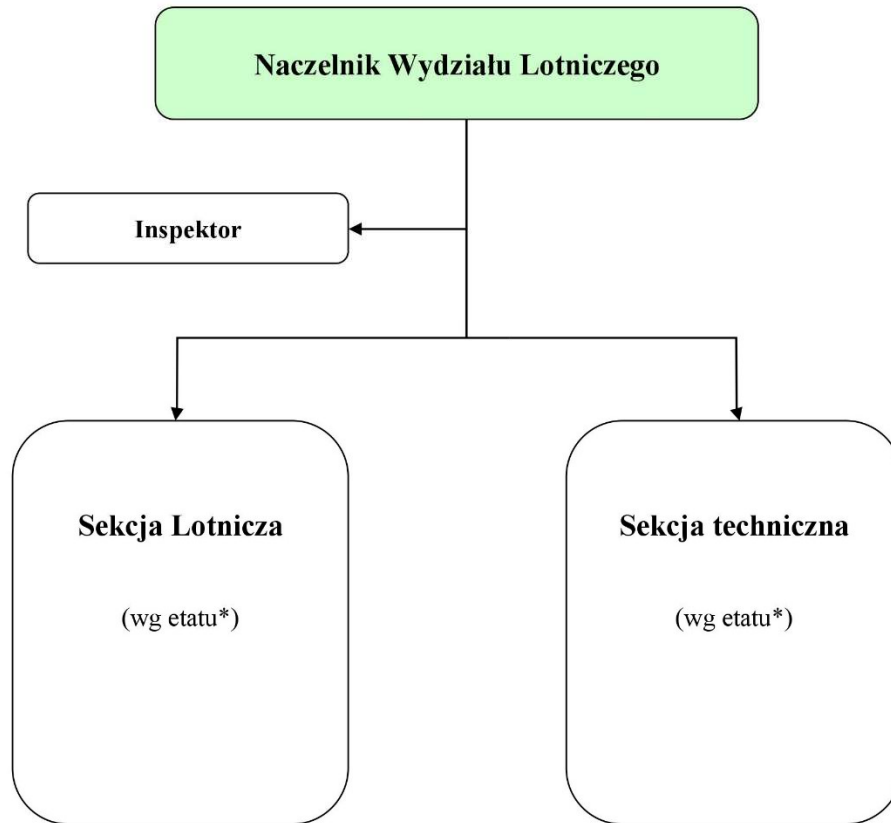 Naczelnik Wydziału Lotniczego
Inspektor
Sekcja Lotnicza
(wg etatu*)
Sekcja techniczna
(wg etatu*)